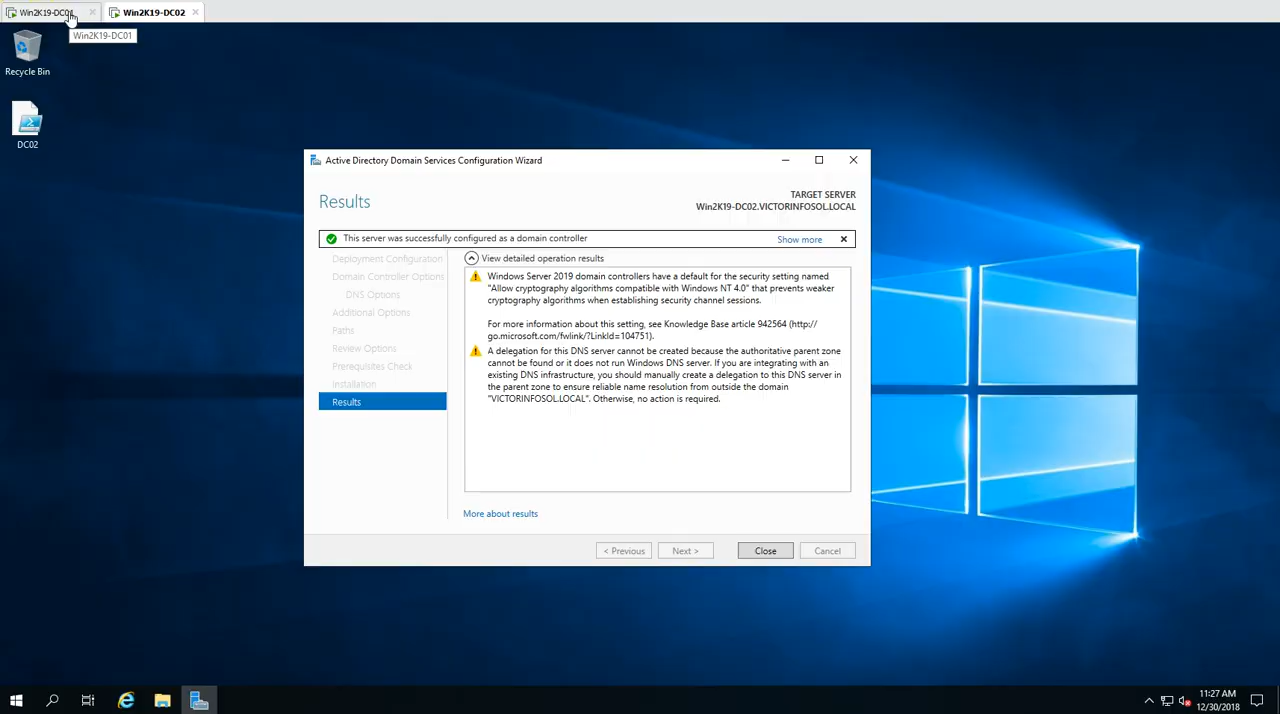 Win2K19-DC01
Win2K19-DC02
Win2K19-DC01
Recycle Bin
DC02
Active Directory Domain Services Configuration Wizard
Results
TARGET SERVER
Win2K19-DC02.VICTORINFOSOL.LOCAL
This server was successfully configured as a domain controller
Show more
Deployment Configuration
Domain Controller Options
DNS Options
Additional Options
Paths
Review Options
Prerequisites Check
Installation
Results
View detailed operation results
Windows Server 2019 domain controllers have a default for the security setting named
"Allow cryptography algorithms compatible with Windows NT 4.0" that prevents weaker
cryptography algorithms when establishing security channel sessions.
For more information about this setting, see Knowledge Base article 942564 (http://
go.microsoft.com/fwlink/?LinkId=104751).
A delegation for this DNS server cannot be created because the authoritative parent zone
cannot be found or it does not run Windows DNS server. If you are integrating with an
existing DNS infrastructure, you should manually create a delegation to this DNS server in
the parent zone to ensure reliable name resolution from outside the domain
"VICTORINFOSOL.LOCAL". Otherwise, no action is required.
More about results
< Previous
Next >
Close
Cancel
11:27 AM
12/30/2018